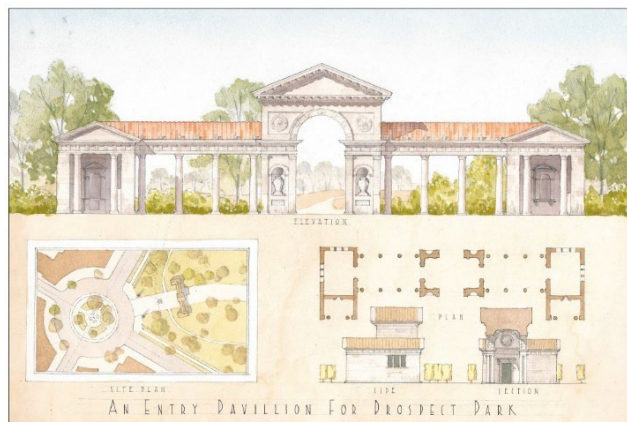 ELEVATION
PLAN
SITE PLAN
SIDE
SECTION
AN ENTRY PAVILLION FOR PROSPECT PARK